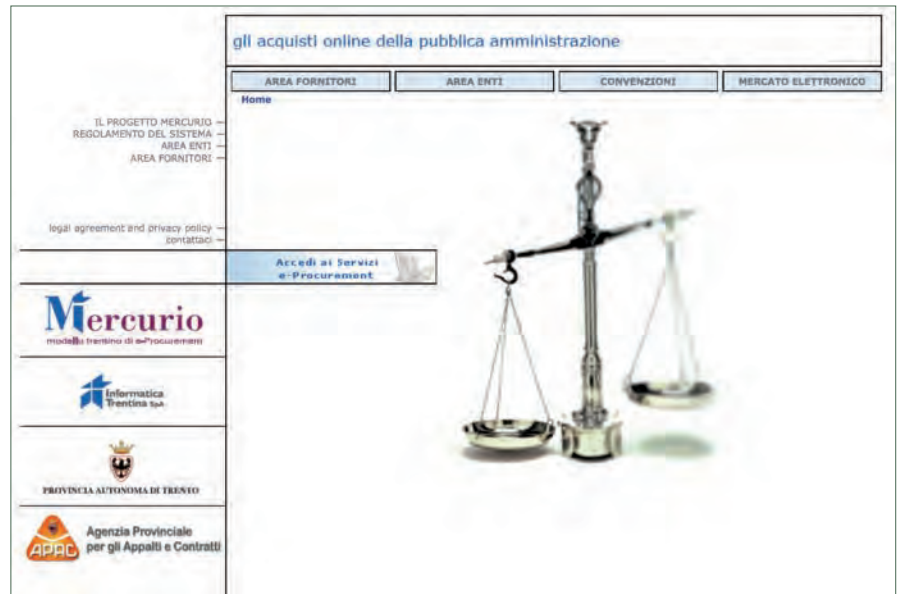 gli acquisti online della pubblica amministrazione
AREA FORNITORI
AREA ENTI
CONVENZIONI
MERCATO ELETTRONICO
Home
IL PROGETTO MERCURIO
REGOLAMENTO DEL SISTEMA
AREA ENTI
AREA FORNITORI
legal agreement and privacy policy
contattaci
Accedi ai Servizi
e-Procurement
Mercurio
modello trentino di e-Procurement
Informatica
Trentina SpA
PROVINCIA AUTONOMA DI TRENTO
APAC
Agenzia Provinciale
per gli Appalti e Contratti